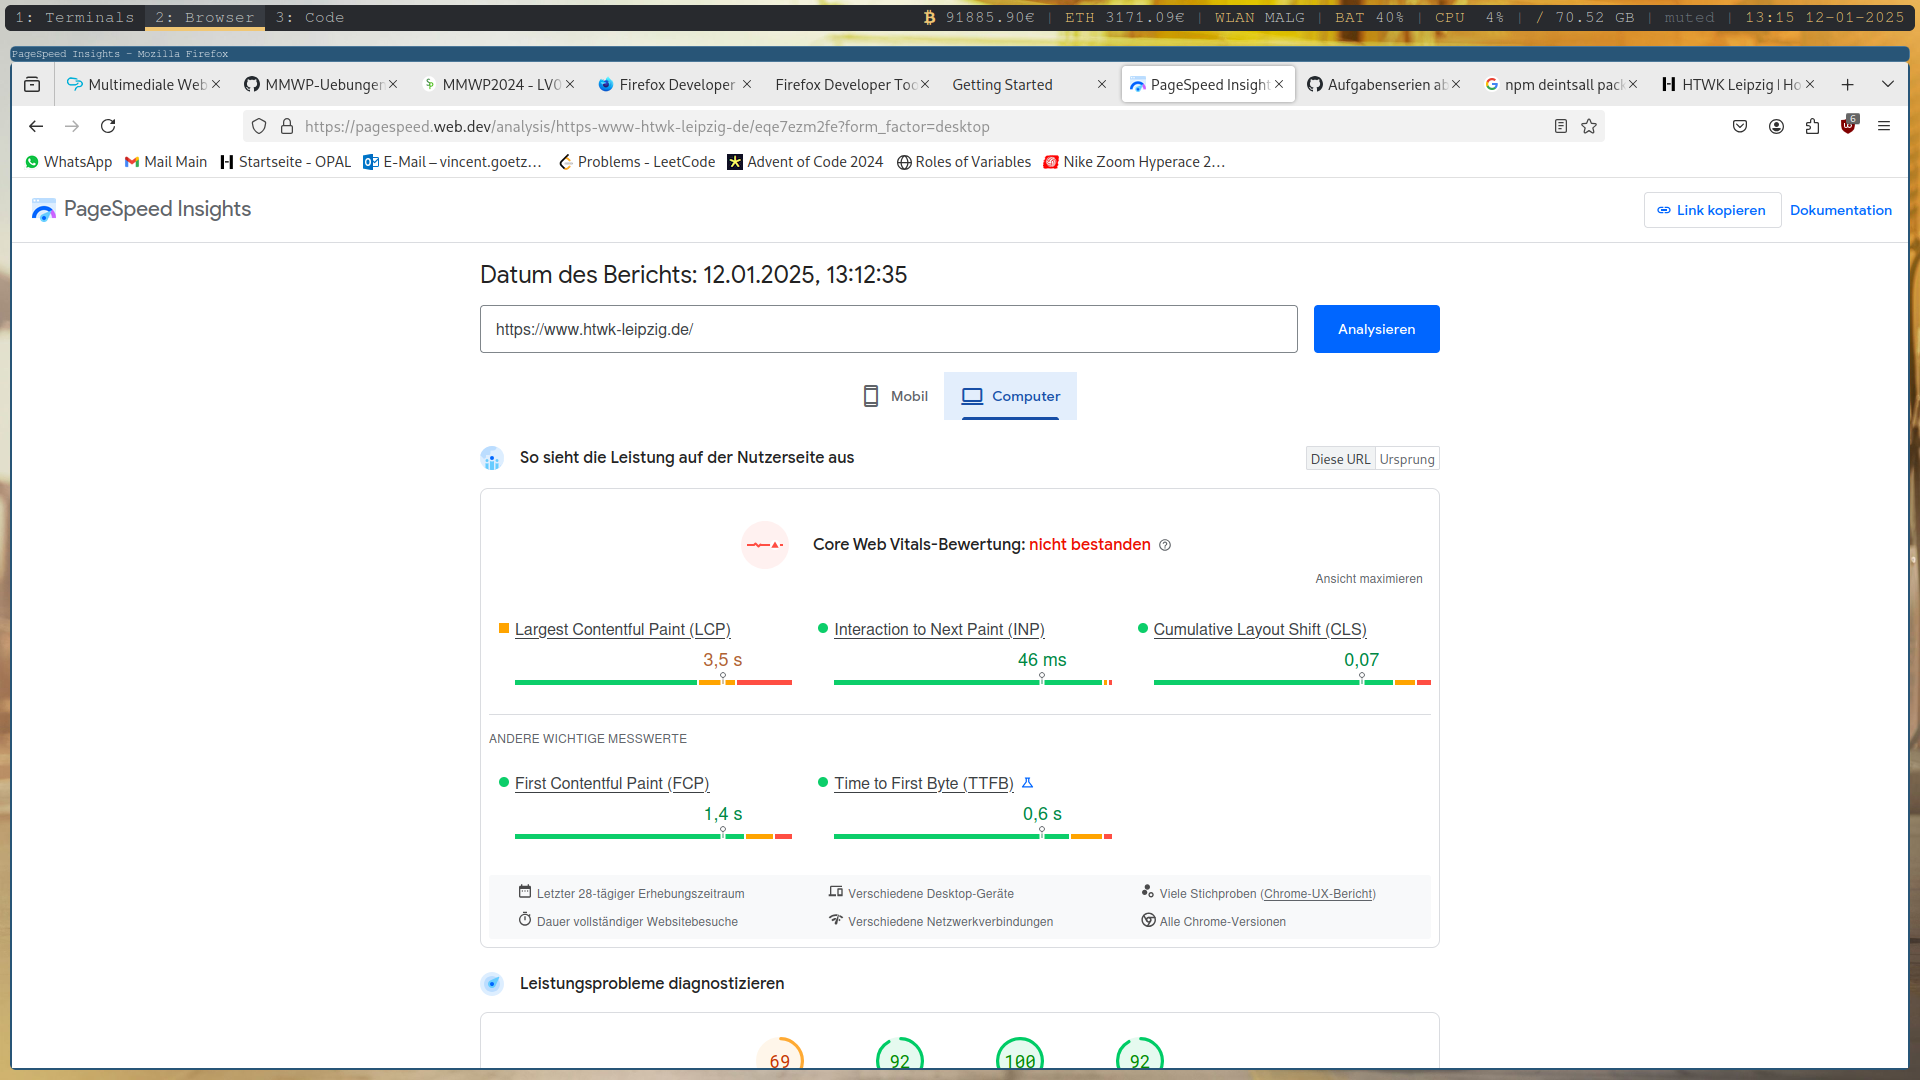 1: Terminals 2: Browser 3: Code ₿ 91885.90€ | ETH 3171.09€ | WLAN MALG | BAT 40% | CPU 4% | / 70.52 GB | muted | 13:15 12-01-2025
PageSpeed Insights - Mozilla Firefox
Multimediale Web MMWP-Uebungen MMWP2024 - LV0 Firefox Developer Firefox Developer Too Getting Started PageSpeed Insight Aufgabenserien ab npm deintsall pack HTWK Leipzig | Ho
https://pagespeed.web.dev/analysis/https-www-htwk-leipzig-de/eqe7ezm2fe?form_factor=desktop 6
WhatsApp Mail Main Startseite - OPAL E-Mail – vincent.goetz… Problems - LeetCode Advent of Code 2024 Roles of Variables Nike Zoom Hyperace 2…
PageSpeed Insights Link kopieren Dokumentation
Datum des Berichts: 12.01.2025, 13:12:35
https://www.htwk-leipzig.de/ Analysieren
Mobil Computer
So sieht die Leistung auf der Nutzerseite aus Diese URL Ursprung
Core Web Vitals-Bewertung: nicht bestanden
Ansicht maximieren
Largest Contentful Paint (LCP) Interaction to Next Paint (INP) Cumulative Layout Shift (CLS)
3,5 s 46 ms 0,07
ANDERE WICHTIGE MESSWERTE
First Contentful Paint (FCP) Time to First Byte (TTFB)
1,4 s 0,6 s
Letzter 28-tägiger Erhebungszeitraum Verschiedene Desktop-Geräte Viele Stichproben (Chrome-UX-Bericht)
Dauer vollständiger Websitebesuche Verschiedene Netzwerkverbindungen Alle Chrome-Versionen
Leistungsprobleme diagnostizieren
69 92 100 92